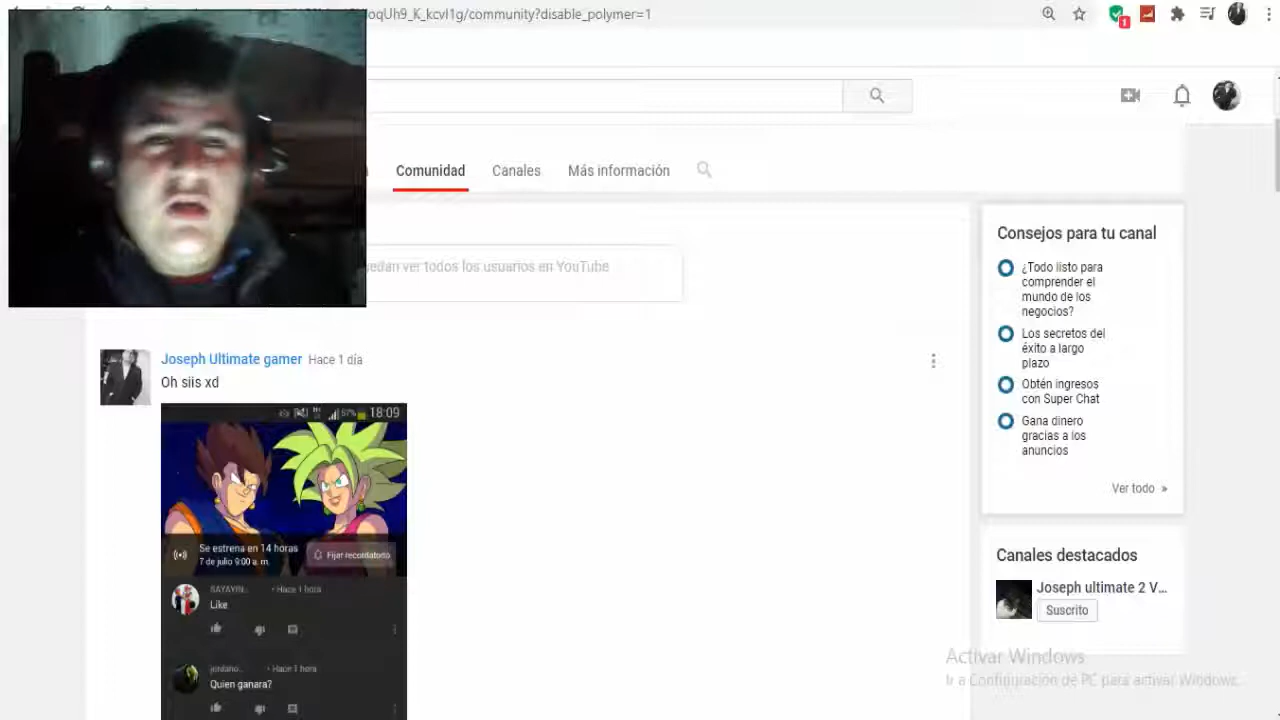 /community?disable_polymer=1
1
Comunidad
Canales
Más información
ver todos los usuarios en YouTube
Joseph Ultimate gamer Hace 1 día
Oh siis xd
57% 18:09
Se estrena en 14 horas
7 de julio 9:00 a. m.
Fijar recordatorio
SAYAYIN.. • Hace 1 hora
Like
jordano.. • Hace 1 hora
Quien ganara?
Consejos para tu canal
¿Todo listo para
comprender el
mundo de los
negocios?
Los secretos del
éxito a largo
plazo
Obtén ingresos
con Super Chat
Gana dinero
gracias a los
anuncios
Ver todo »
Canales destacados
Joseph ultimate 2 V...
Suscrito
Activar Windows
Ir a Configuración de PC para activar Windows.